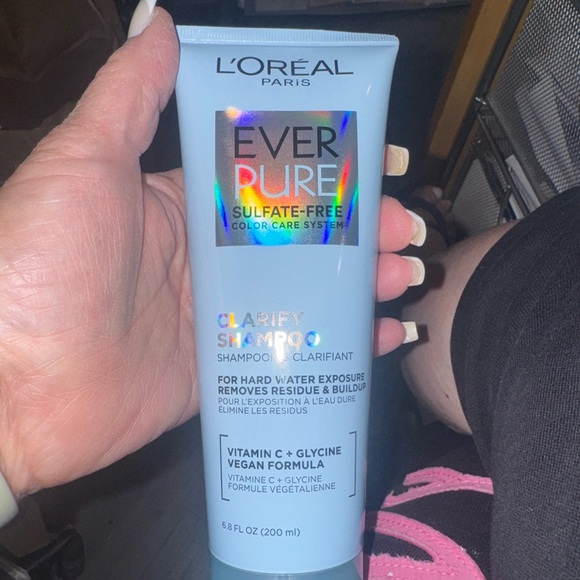 L'ORÉAL
PARIS
EVER
PURE
SULFATE-FREE
COLOR CARE SYSTEM
CLARIFY
SHAMPOO
CLARIFIANT
FOR HARD WATER EXPOSURE
REMOVES RESIDUE & BUILDUP
POUR L'EXPOSITION À L'EAU DURE
ÉLIMINE LES RÉSIDUS
VITAMIN C + GLYCINE
VEGAN FORMULA
VITAMINE C + GLYCINE
FORMULE VÉGÉTALIENNE
6.8 FL OZ (200 ml)